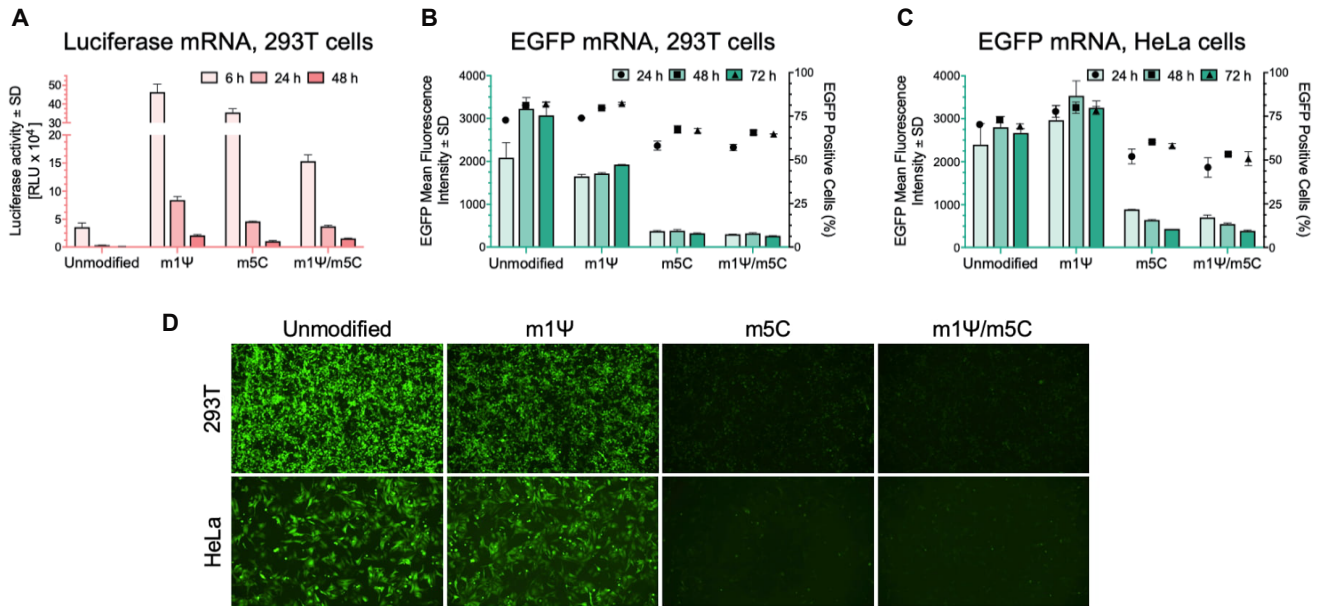 A
Luciferase mRNA, 293T cells
6 h 24 h 48 h
Luciferase activity ± SD
[RLU x 10⁴]
50
40
30
20
15
10
5
0
Unmodified m1Ψ m5C m1Ψ/m5C
B
EGFP mRNA, 293T cells
24 h 48 h 72 h
EGFP Mean Fluorescence
Intensity ± SD
4000
3000
2000
1000
0
100
75
50
25
0
EGFP Positive
Cells (%)
Unmodified m1Ψ m5C m1Ψ/m5C
C
EGFP mRNA, HeLa cells
24 h 48 h 72 h
EGFP Mean Fluorescence
Intensity ± SD
4000
3000
2000
1000
0
100
75
50
25
0
EGFP Positive
Cells (%)
Unmodified m1Ψ m5C m1Ψ/m5C
D
Unmodified m1Ψ m5C m1Ψ/m5C
293T
HeLa